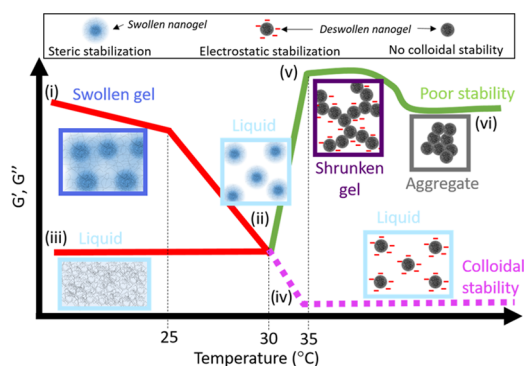 Swollen nanogel
Deswollen nanogel
Steric stabilization
Electrostatic stabilization
No colloidal stability
(i)
Swollen gel
(v)
Poor stability
Liquid
(vi)
Shrunken
gel
Aggregate
G′, G″
(ii)
(iii)
Liquid
Liquid
(iv)
Colloidal
stability
25
30
35
Temperature (°C)